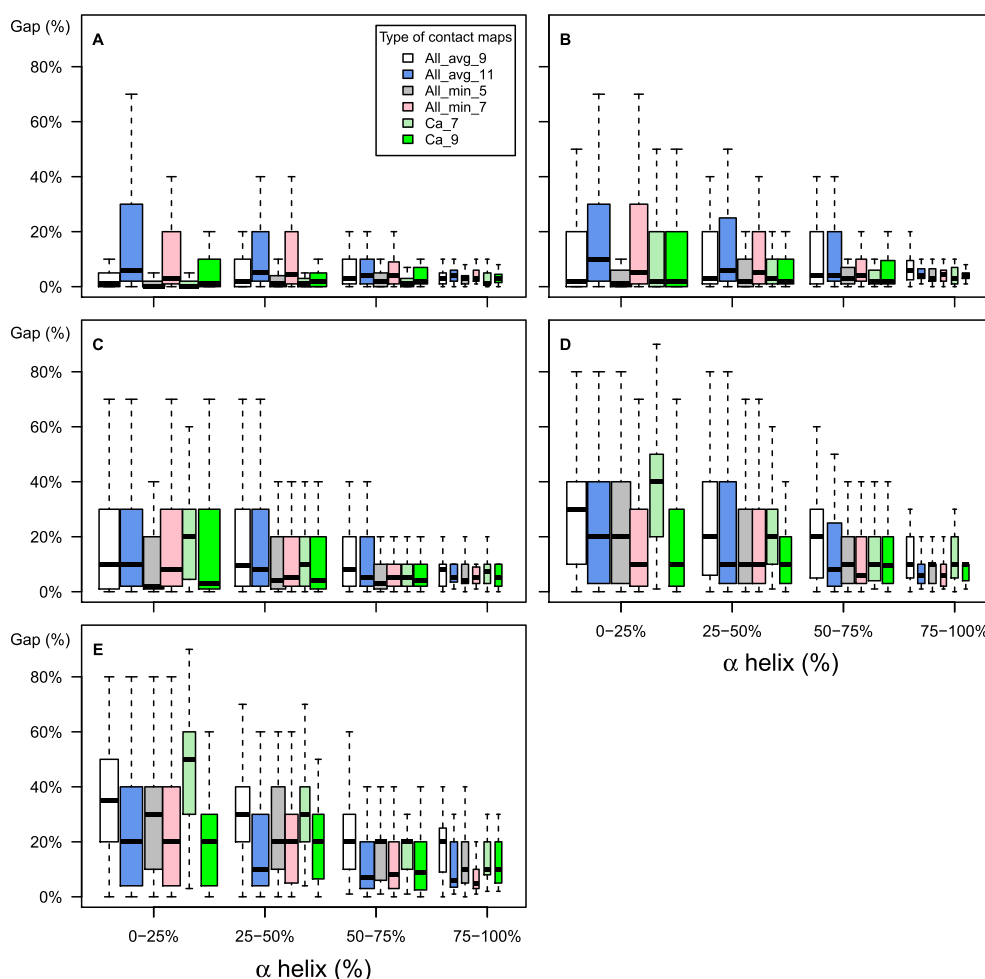 Gap (%)
A
Type of contact maps
All_avg_9
All_avg_11
All_min_5
All_min_7
Ca_7
Ca_9
80%
60%
40%
20%
0%
B
Gap (%)
C
80%
60%
40%
20%
0%
D
0−25%
25−50%
50−75%
75−100%
α helix (%)
Gap (%)
E
80%
60%
40%
20%
0%
0−25%
25−50%
50−75%
75−100%
α helix (%)